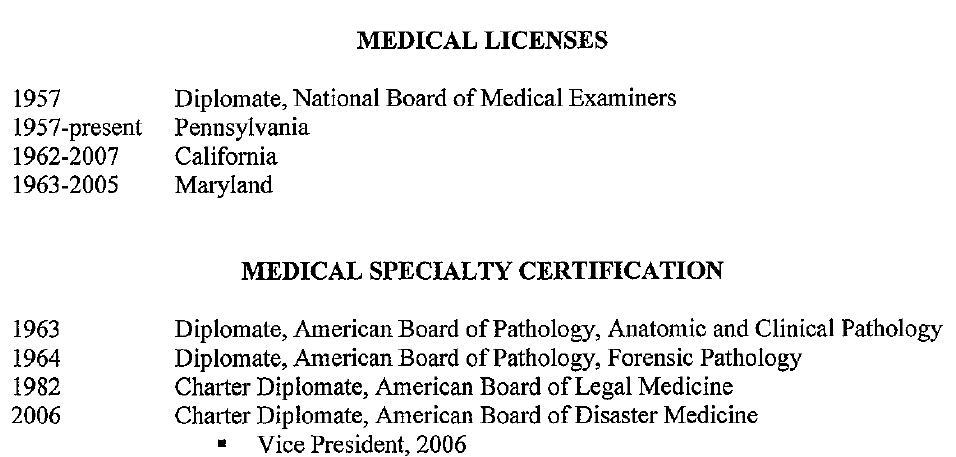 MEDICAL LICENSES
1957 Diplomate, National Board of Medical Examiners
1957-present Pennsylvania
1962-2007 California
1963-2005 Maryland
MEDICAL SPECIALTY CERTIFICATION
1963 Diplomate, American Board of Pathology, Anatomic and Clinical Pathology
1964 Diplomate, American Board of Pathology, Forensic Pathology
1982 Charter Diplomate, American Board of Legal Medicine
2006 Charter Diplomate, American Board of Disaster Medicine
▪ Vice President, 2006